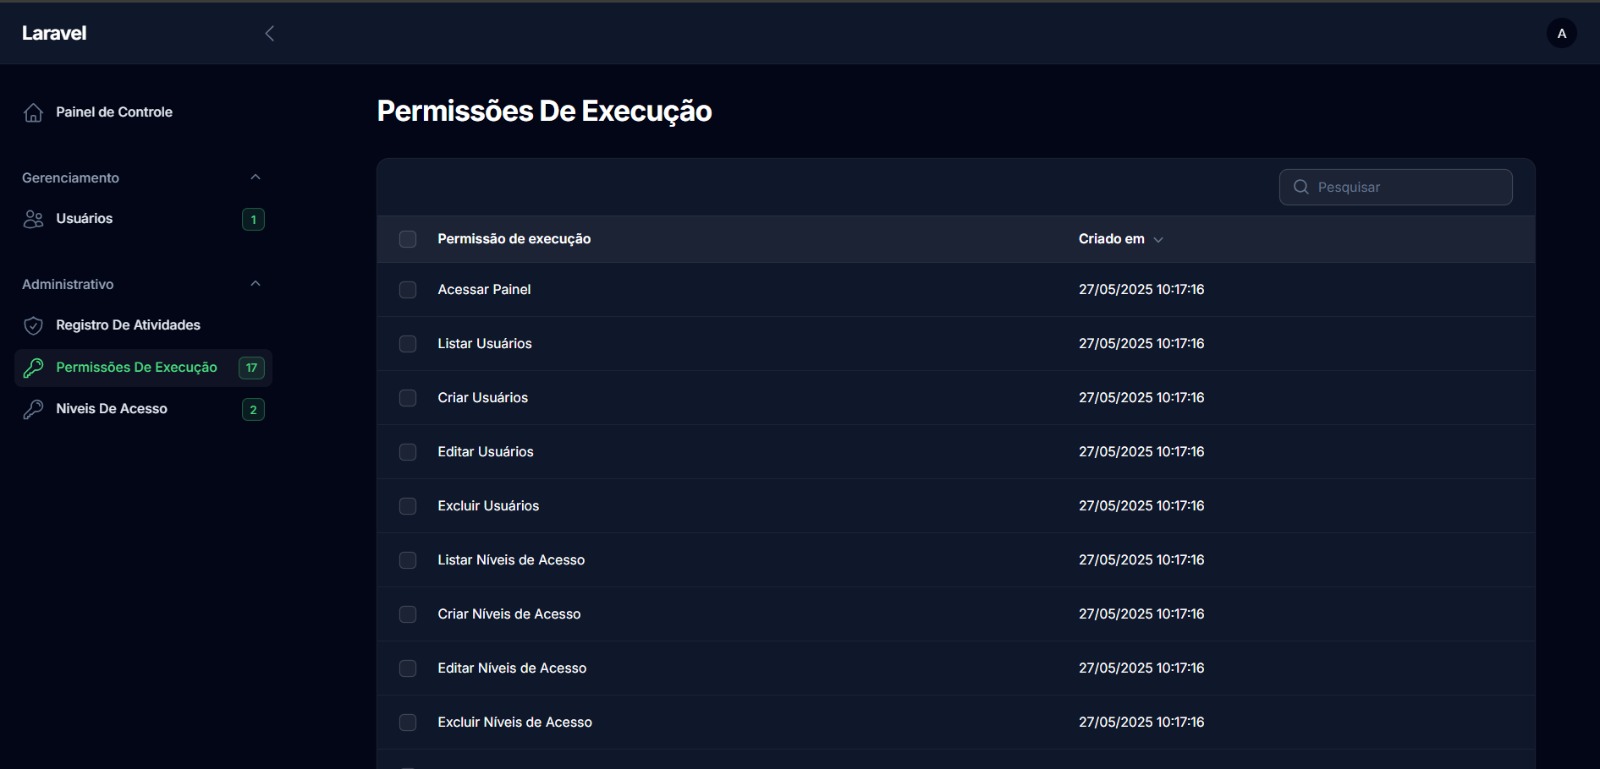 Laravel
A
Painel de Controle
Gerenciamento
Usuários 1
Administrativo
Registro De Atividades
Permissões De Execução 17
Niveis De Acesso 2
Permissões De Execução
Pesquisar
Permissão de execução Criado em
Acessar Painel 27/05/2025 10:17:16
Listar Usuários 27/05/2025 10:17:16
Criar Usuários 27/05/2025 10:17:16
Editar Usuários 27/05/2025 10:17:16
Excluir Usuários 27/05/2025 10:17:16
Listar Níveis de Acesso 27/05/2025 10:17:16
Criar Níveis de Acesso 27/05/2025 10:17:16
Editar Níveis de Acesso 27/05/2025 10:17:16
Excluir Níveis de Acesso 27/05/2025 10:17:16